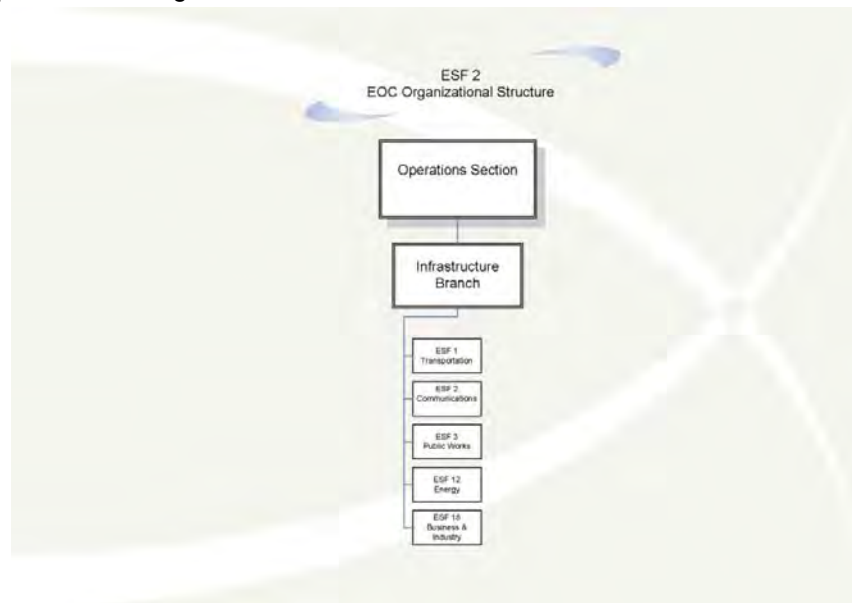 ESF 2
EOC Organizational Structure
Operations Section
Infrastructure
Branch
ESF 1
Transportation
ESF 2
Communications
ESF 3
Public Works
ESF 12
Energy
ESF 18
Business &
Industry